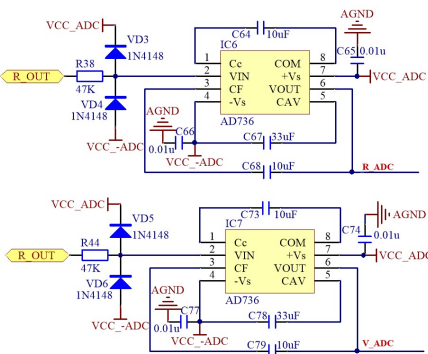 VCC_ADC
VD3
1N4148
R_OUT
R38
47K
VD4
1N4148
VCC_-ADC
C64
10uF
IC6
1
2
3
4
Cc
VIN
CF
-Vs
COM
+Vs
VOUT
CAV
8
7
6
5
AD736
AGND
C65
0.01u
VCC_ADC
AGND
C66
0.01u
VCC_-ADC
C67
33uF
C68
10uF
R_ADC
VCC_ADC
VD5
1N4148
R_OUT
R44
47K
VD6
1N4148
VCC_-ADC
C73
10uF
IC7
1
2
3
4
Cc
VIN
CF
-Vs
COM
+Vs
VOUT
CAV
8
7
6
5
AD736
AGND
C74
0.01u
VCC_ADC
AGND
C77
0.01u
VCC_-ADC
C78
33uF
C79
10uF
V_ADC